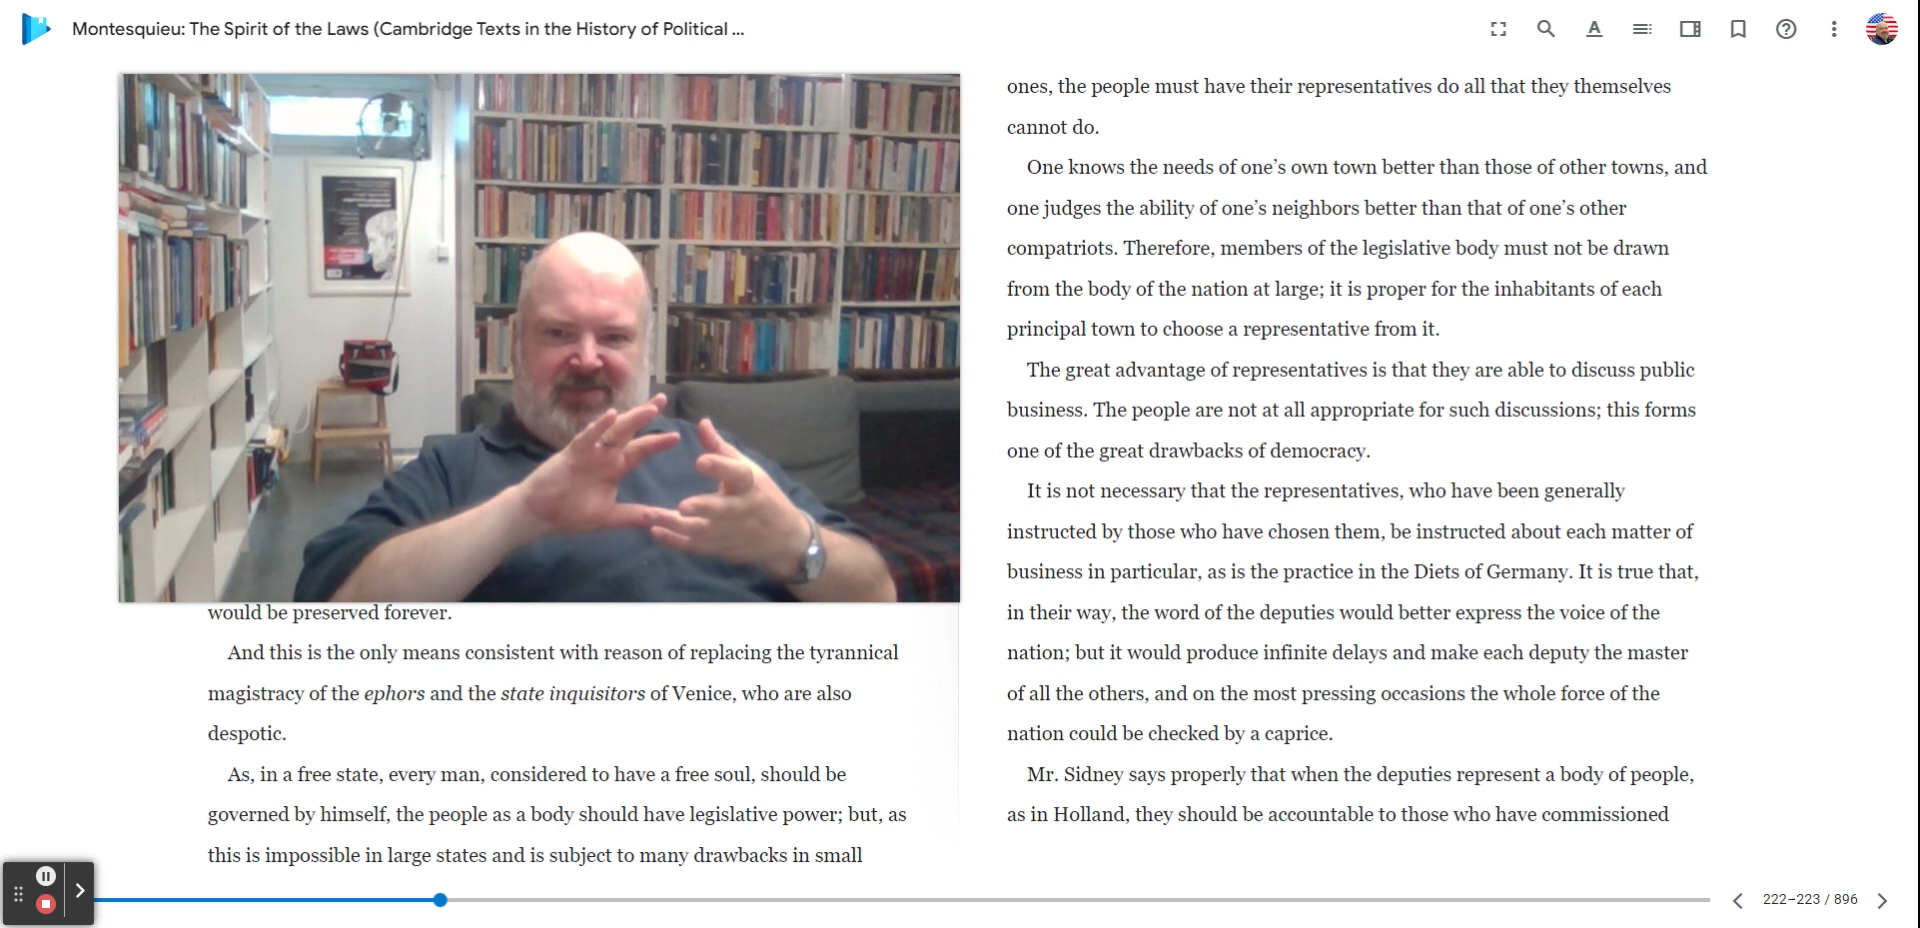 Montesquieu: The Spirit of the Laws (Cambridge Texts in the History of Political ...
would be preserved forever.
And this is the only means consistent with reason of replacing the tyrannical
magistracy of the ephors and the state inquisitors of Venice, who are also
despotic.
As, in a free state, every man, considered to have a free soul, should be
governed by himself, the people as a body should have legislative power; but, as
this is impossible in large states and is subject to many drawbacks in small
ones, the people must have their representatives do all that they themselves
cannot do.
One knows the needs of one’s own town better than those of other towns, and
one judges the ability of one’s neighbors better than that of one’s other
compatriots. Therefore, members of the legislative body must not be drawn
from the body of the nation at large; it is proper for the inhabitants of each
principal town to choose a representative from it.
The great advantage of representatives is that they are able to discuss public
business. The people are not at all appropriate for such discussions; this forms
one of the great drawbacks of democracy.
It is not necessary that the representatives, who have been generally
instructed by those who have chosen them, be instructed about each matter of
business in particular, as is the practice in the Diets of Germany. It is true that,
in their way, the word of the deputies would better express the voice of the
nation; but it would produce infinite delays and make each deputy the master
of all the others, and on the most pressing occasions the whole force of the
nation could be checked by a caprice.
Mr. Sidney says properly that when the deputies represent a body of people,
as in Holland, they should be accountable to those who have commissioned
222–223 / 896